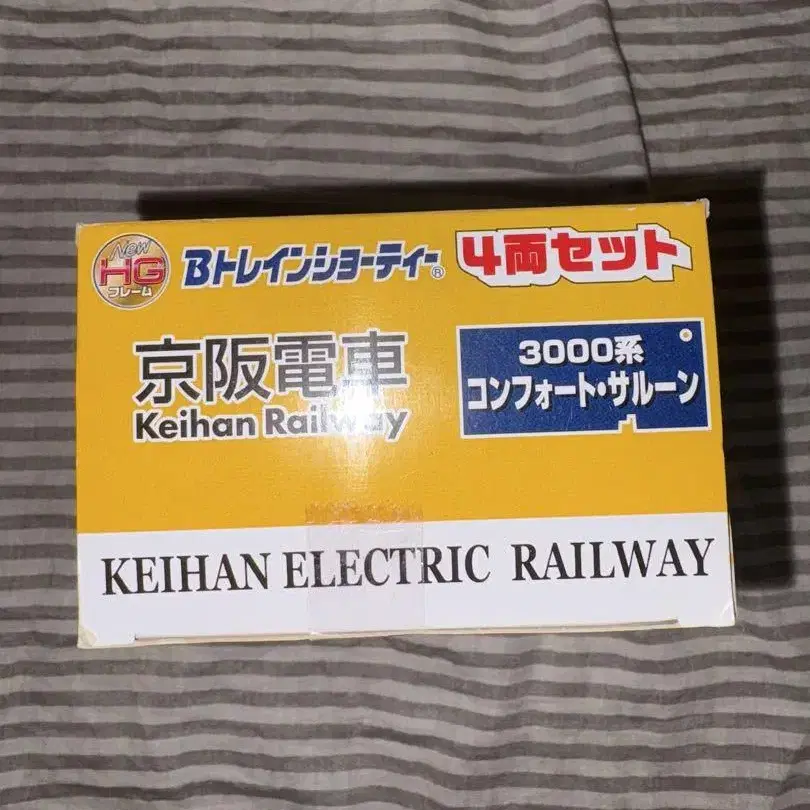 New
HG
フレーム
Bトレインショーティー®
4両セット
京阪電車
Keihan Railway
3000系
コンフォート・サルーン
KEIHAN ELECTRIC RAILWAY